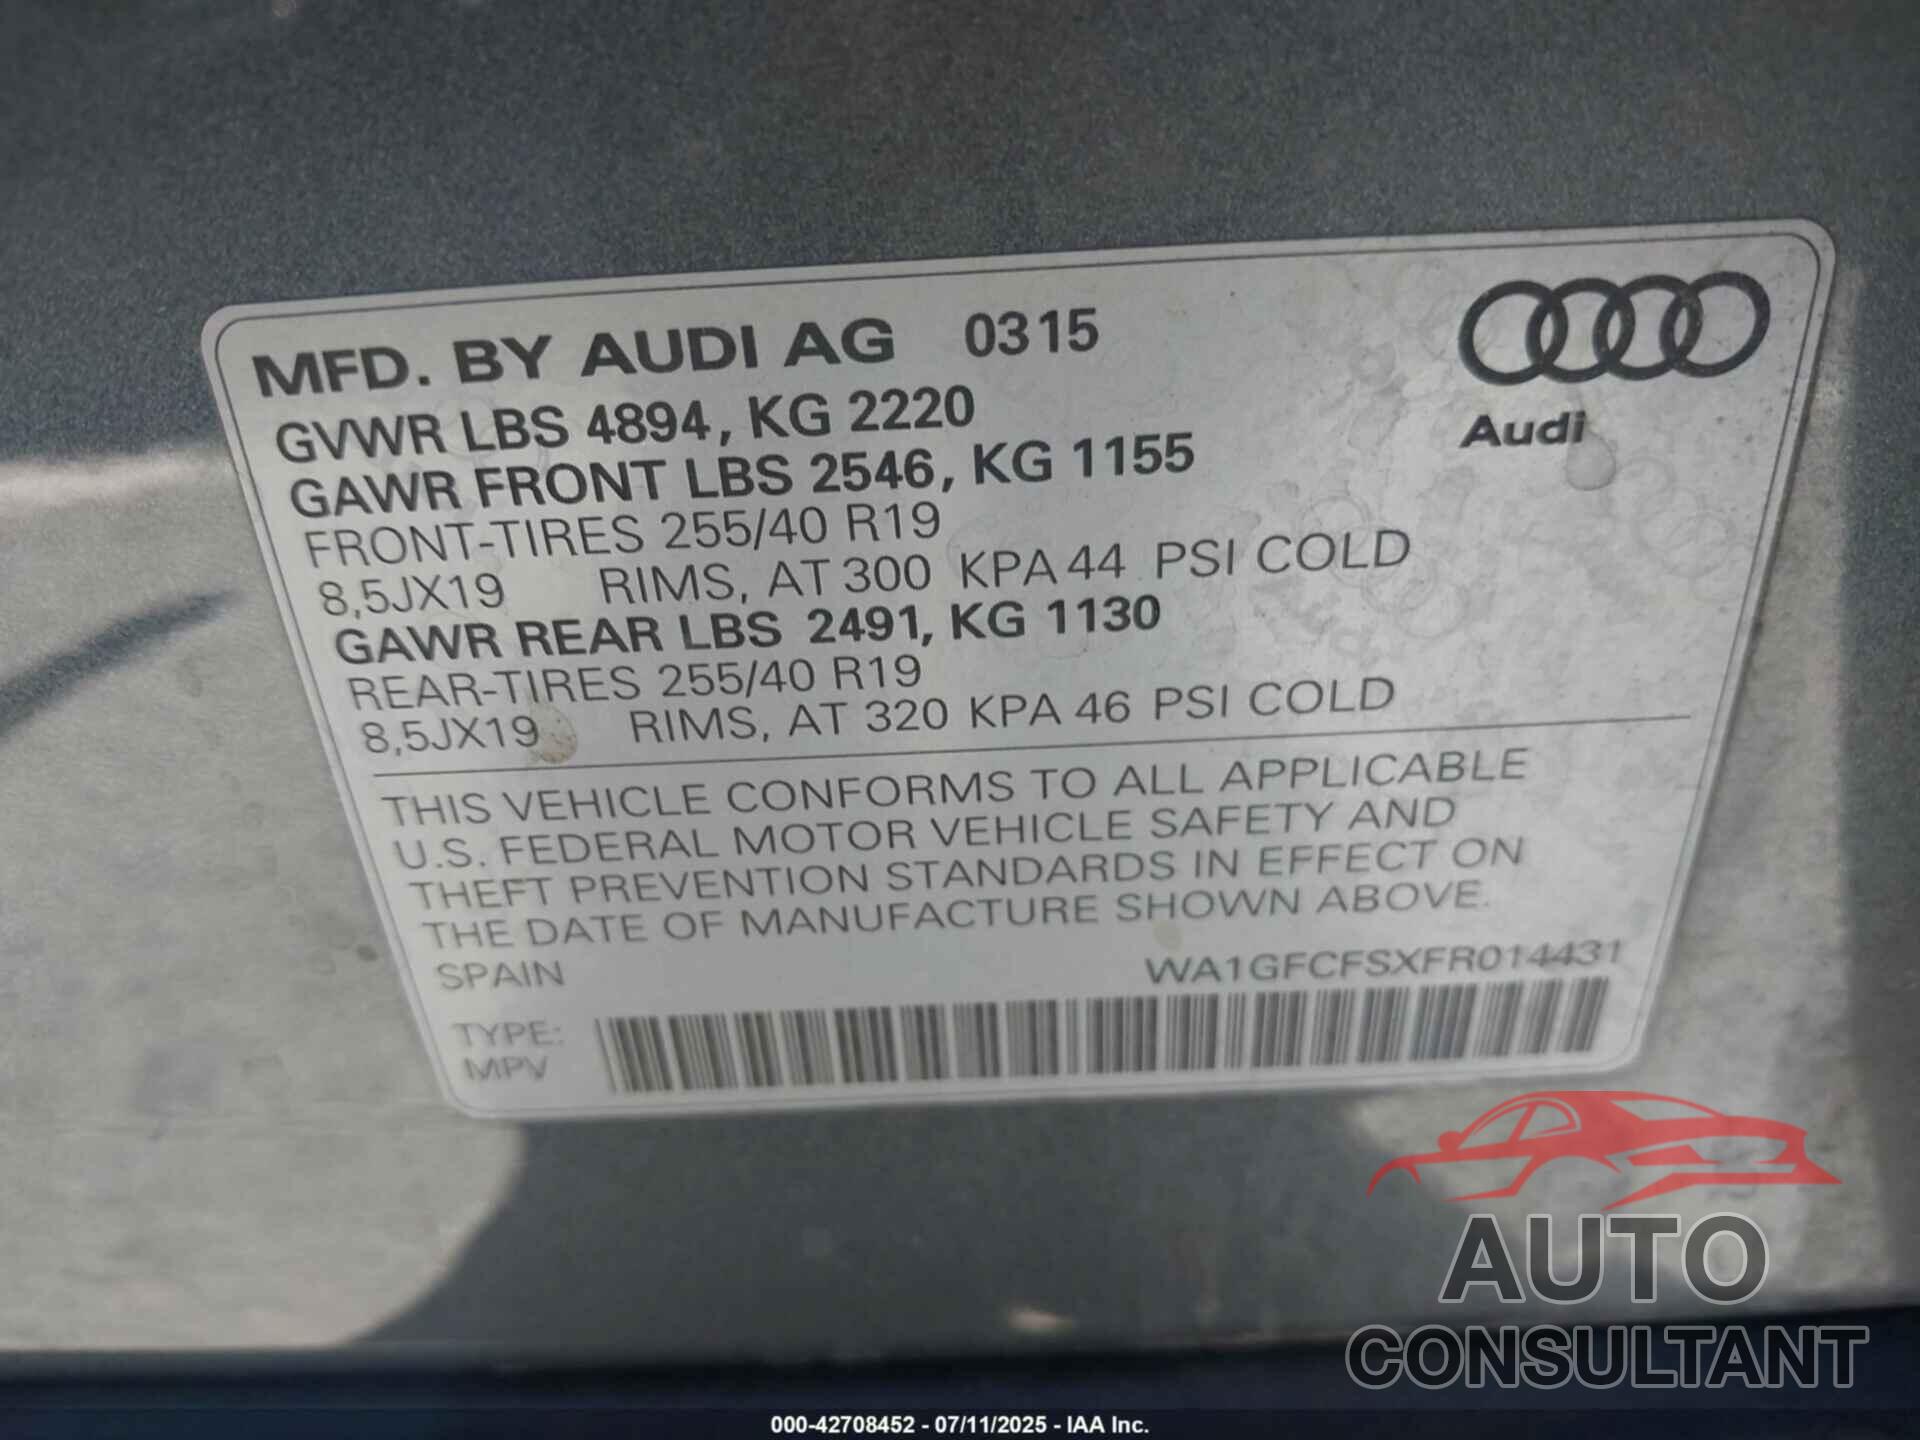 MFD. BY AUDI AG 0315
GVWR LBS 4894, KG 2220
GAWR FRONT LBS 2546, KG 1155
FRONT-TIRES 255/40 R19
8,5JX19 RIMS, AT 300 KPA 44 PSI COLD
GAWR REAR LBS 2491, KG 1130
REAR-TIRES 255/40 R19
8,5JX19 RIMS, AT 320 KPA 46 PSI COLD
Audi
THIS VEHICLE CONFORMS TO ALL APPLICABLE
U.S. FEDERAL MOTOR VEHICLE SAFETY AND
THEFT PREVENTION STANDARDS IN EFFECT ON
THE DATE OF MANUFACTURE SHOWN ABOVE.
SPAIN WA1GFCFSXFR014431
TYPE:
MPV
AUTO
CONSULTANT
000-42708452 - 07/11/2025 - IAA Inc.